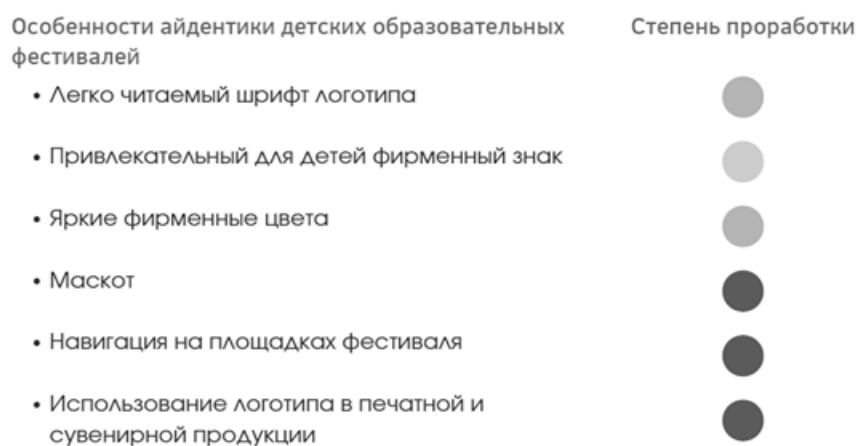 Особенности айдентики детских образовательных
фестивалей
Степень проработки
• Легко читаемый шрифт логотипа
• Привлекательный для детей фирменный знак
• Яркие фирменные цвета
• Маскот
• Навигация на площадках фестиваля
• Использование логотипа в печатной и
сувенирной продукции